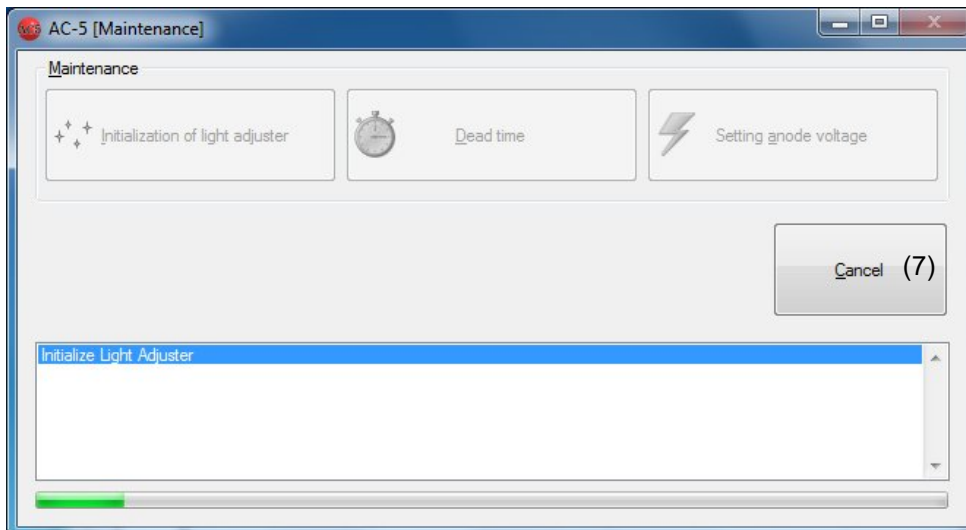 AC-5 [Maintenance]
Maintenance
Initialization of light adjuster
Dead time
Setting anode voltage
Cancel (7)
Initialize Light Adjuster